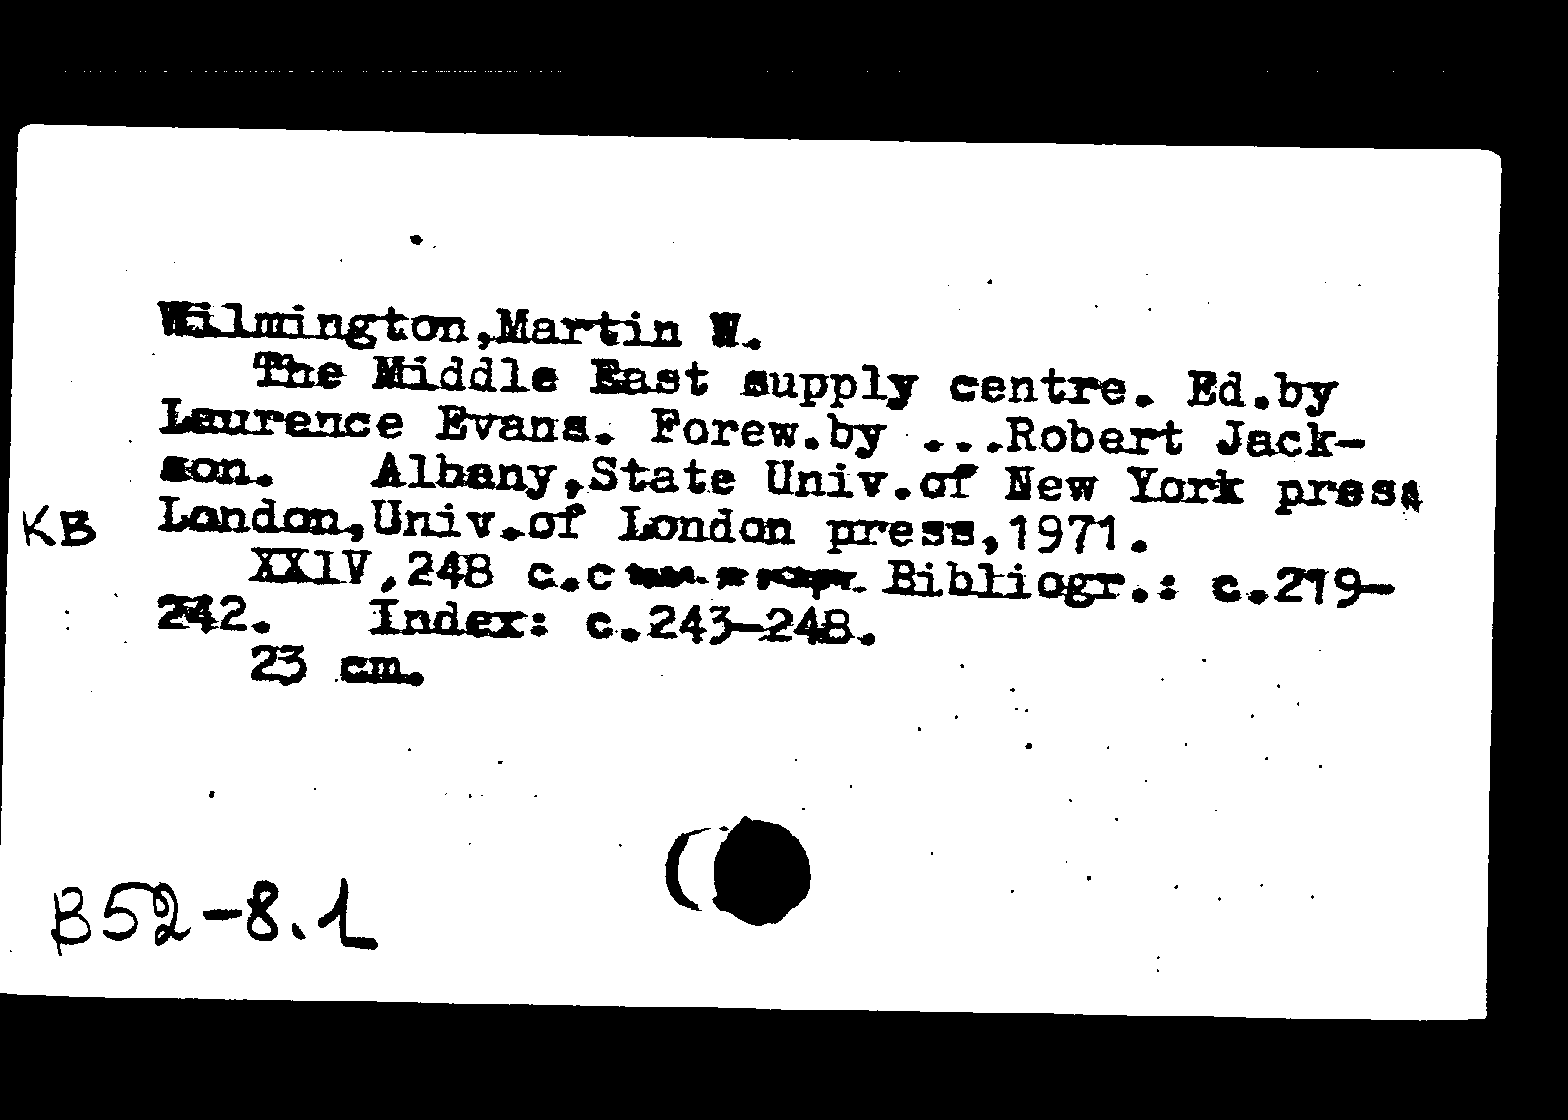 Wilmington,Martin W.
The Middle East supply centre. Ed.by
Laurence Evans. Forew.by ...Robert Jack-
son. Albany,State Univ.of New York press
KB London,Univ.of London press,1971.
XXIV,248 c.c Bibliogr.: c.219-
242. Index: c.243-248.
23 cm.
B52-8.1